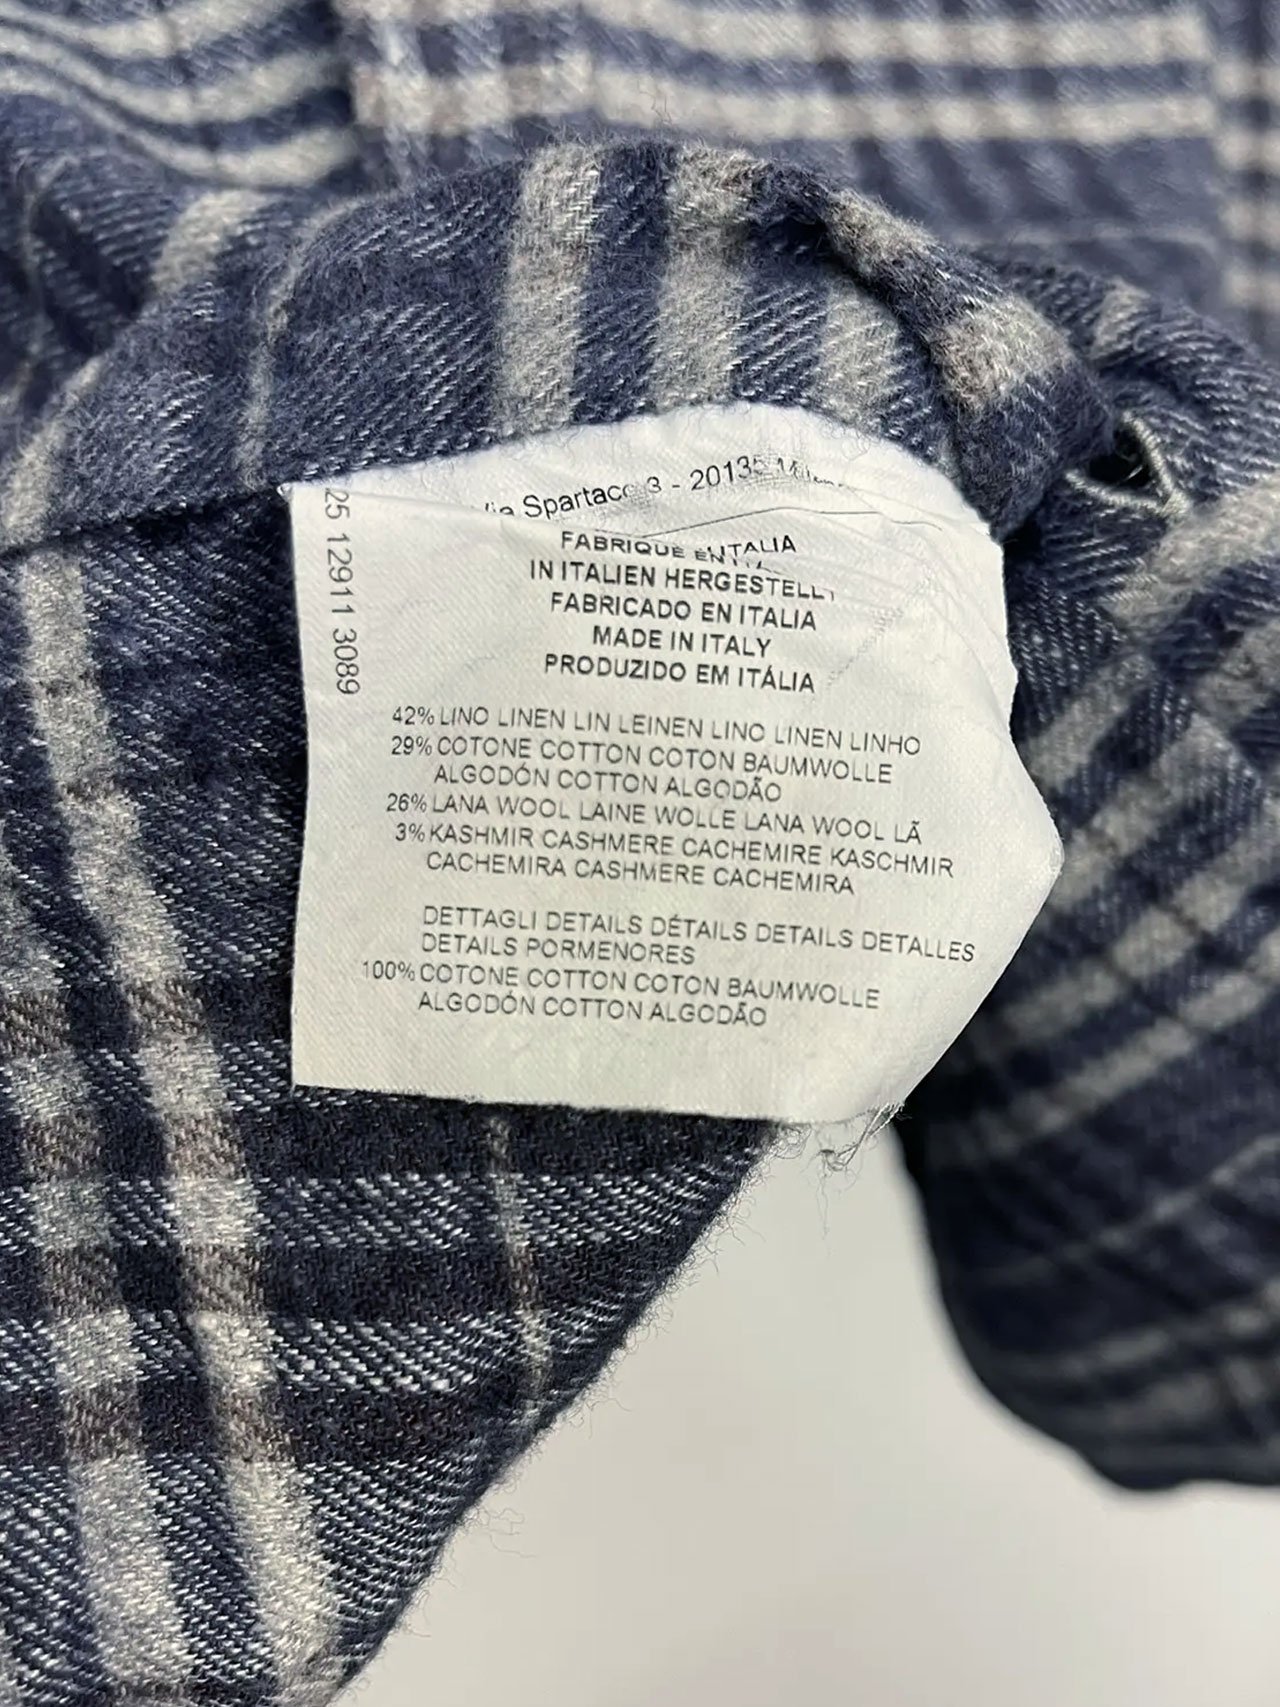 Spartaco 3 - 20135
FABRIQUÉ EN ITALIA
IN ITALIEN HERGESTELLT
FABRICADO EN ITALIA
MADE IN ITALY
PRODUZIDO EM ITÁLIA
42% LINO LINEN LIN LEINEN LINO LINEN LINHO
29% COTONE COTTON COTON BAUMWOLLE
ALGODÓN COTTON ALGODÃO
26% LANA WOOL LAINE WOLLE LANA WOOL LÃ
3% KASHMIR CASHMERE CACHEMIRE KASCHMIR
CACHEMIRA CASHMERE CACHEMIRA
DETTAGLI DETAILS DÉTAILS DETAILS DETALLES
DETAILS PORMENORES
100% COTONE COTTON COTON BAUMWOLLE
ALGODÓN COTTON ALGODÃO
25 12911 3089